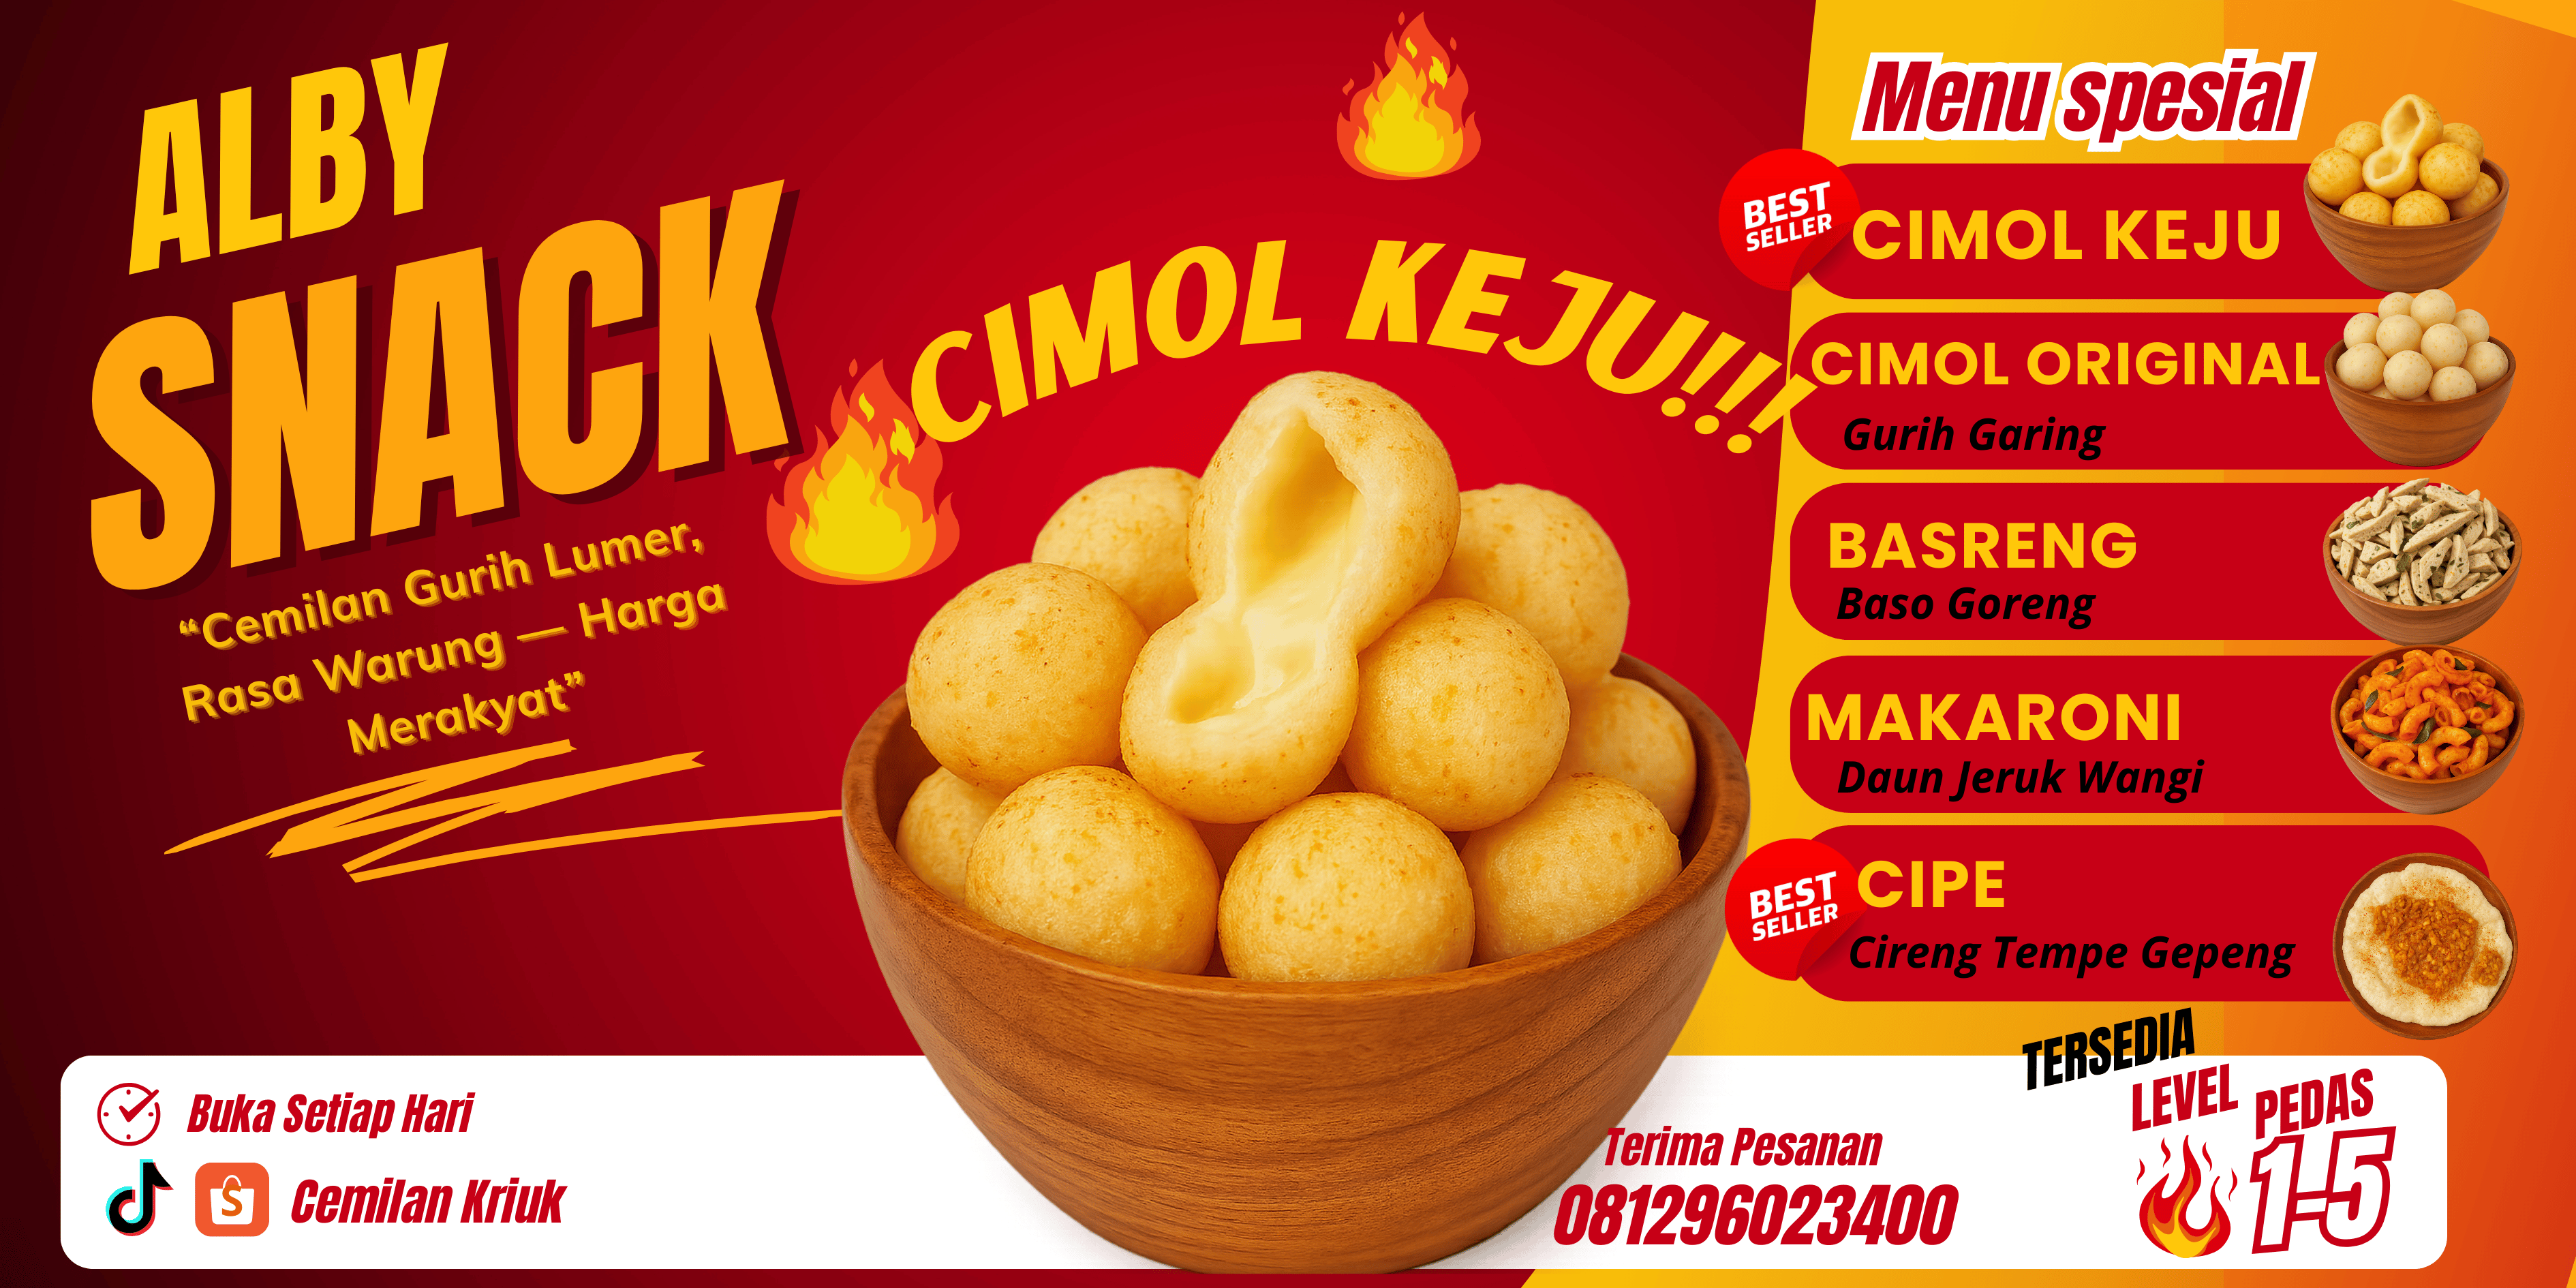 ALBY
SNACK
“Cemilan Gurih Lumer,
Rasa Warung — Harga
Merakyat”
CIMOL KEJU!!!
Menu spesial
BEST
SELLER
CIMOL KEJU
CIMOL ORIGINAL
Gurih Garing
BASRENG
Baso Goreng
MAKARONI
Daun Jeruk Wangi
BEST
SELLER
CIPE
Cireng Tempe Gepeng
TERSEDIA
LEVEL PEDAS
1-5
Buka Setiap Hari
Cemilan Kriuk
Terima Pesanan
081296023400